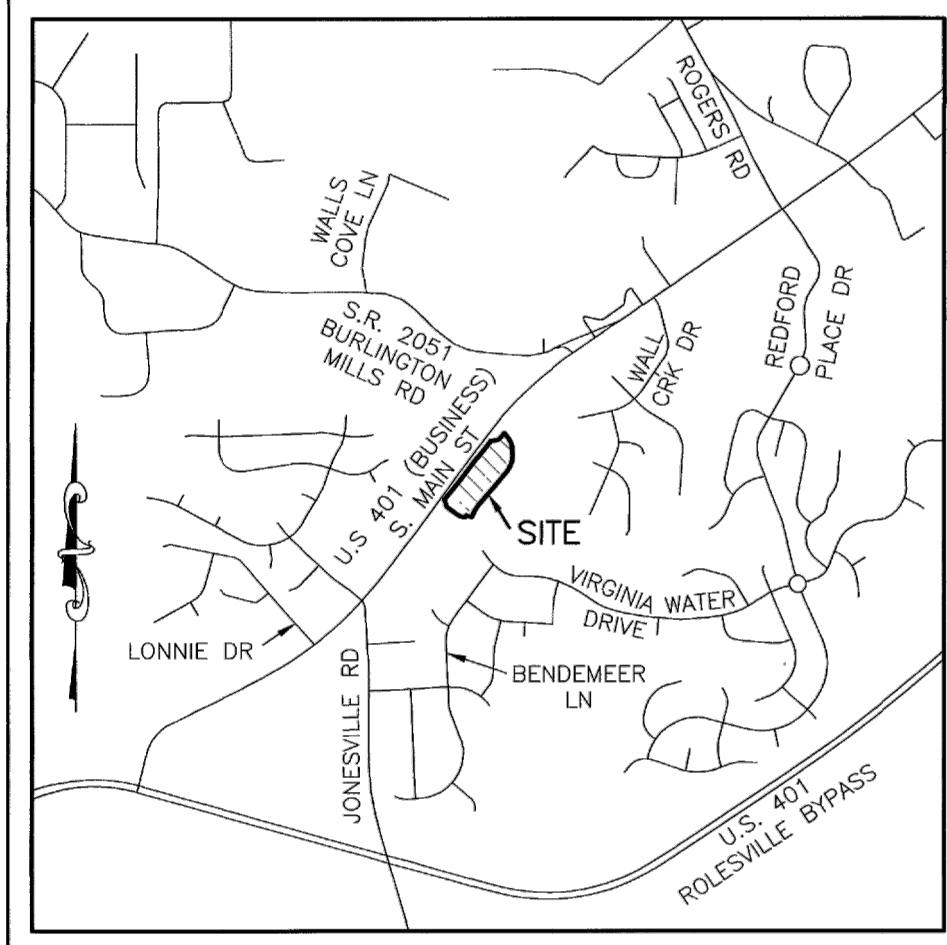 ROGERS RD
WALLS
COVE LN
S.R. 2051
BURLINGTON
MILLS RD
REDFORD
PLACE DR
WALL
CRK DR
U.S 401 (BUSINESS)
S. MAIN ST
SITE
VIRGINIA WATER
DRIVE
LONNIE DR
BENDEMEER
LN
JONESVILLE RD
U.S. 401
ROLESVILLE BYPASS